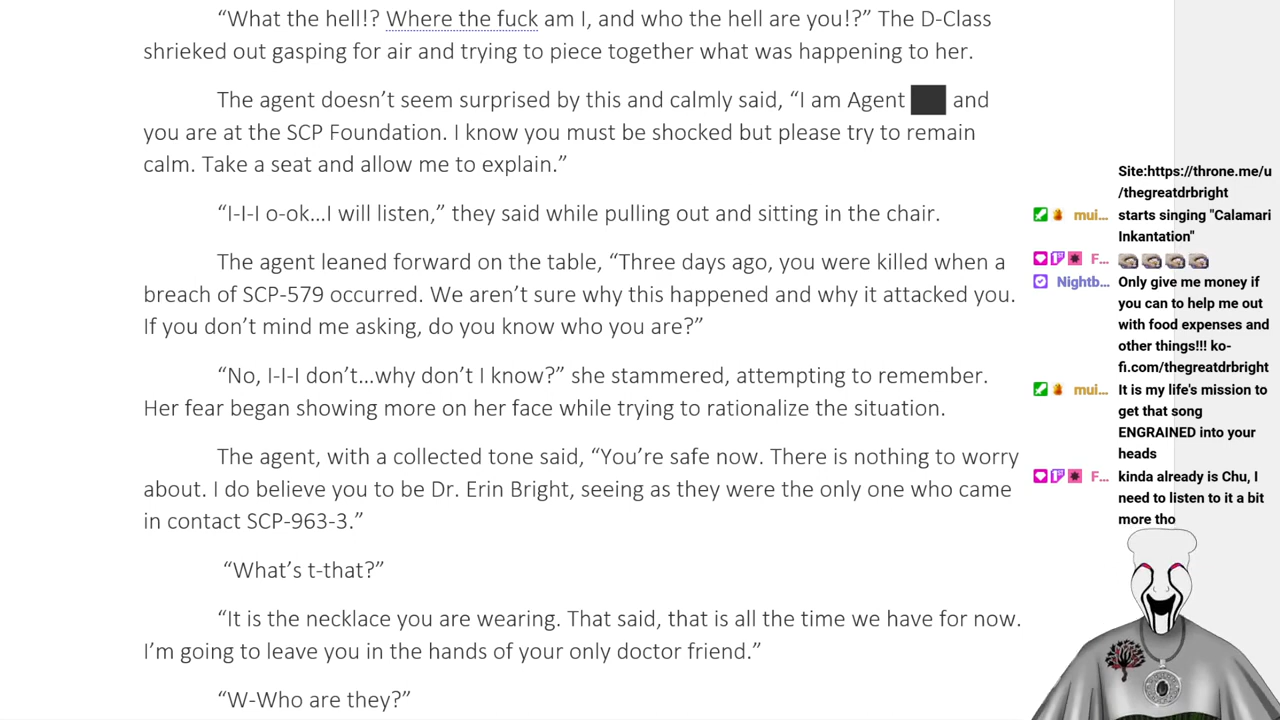 “What the hell!? Where the fuck am I, and who the hell are you!?” The D-Class
shrieked out gasping for air and trying to piece together what was happening to her.
The agent doesn’t seem surprised by this and calmly said, “I am Agent and
you are at the SCP Foundation. I know you must be shocked but please try to remain
calm. Take a seat and allow me to explain.”
“I-I-I o-ok...I will listen,” they said while pulling out and sitting in the chair.
The agent leaned forward on the table, “Three days ago, you were killed when a
breach of SCP-579 occurred. We aren’t sure why this happened and why it attacked you.
If you don’t mind me asking, do you know who you are?”
“No, I-I-I don’t...why don’t I know?” she stammered, attempting to remember.
Her fear began showing more on her face while trying to rationalize the situation.
The agent, with a collected tone said, “You’re safe now. There is nothing to worry
about. I do believe you to be Dr. Erin Bright, seeing as they were the only one who came
in contact SCP-963-3.”
“What’s t-that?”
“It is the necklace you are wearing. That said, that is all the time we have for now.
I’m going to leave you in the hands of your only doctor friend.”
“W-Who are they?”
Site:https://throne.me/u
/thegreatdrbright
mui... starts singing "Calamari
Inkantation"
F...
Nightb... Only give me money if
you can to help me out
with food expenses and
other things!!! ko-
fi.com/thegreatdrbright
mui... It is my life's mission to
get that song
ENGRAINED into your
heads
F... kinda already is Chu, I
need to listen to it a bit
more tho